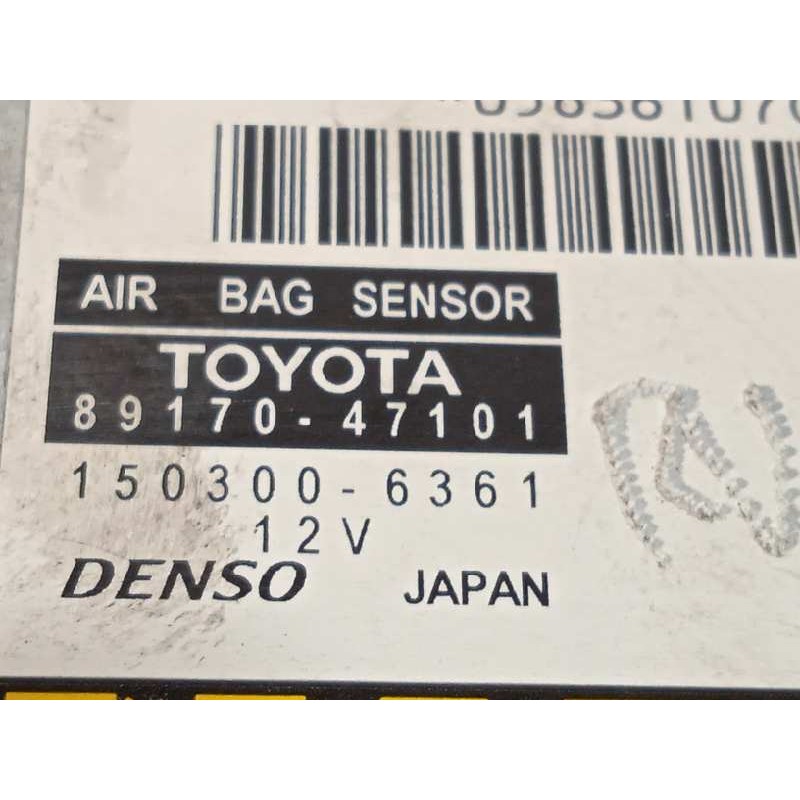 AIR BAG SENSOR
TOYOTA
89170-47101
150300-6361
12V
DENSO JAPAN